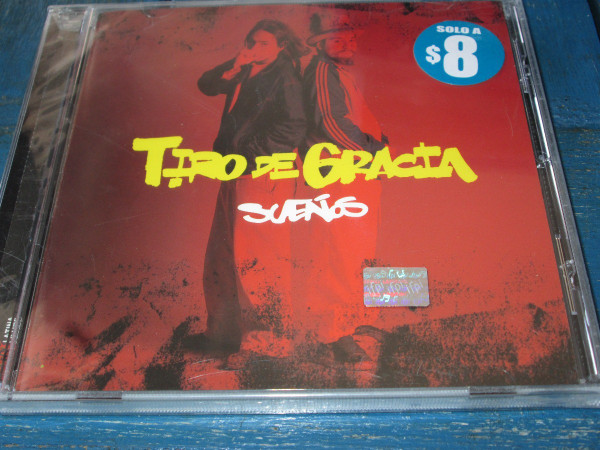 SOLO A
$8
TIRO DE GRACIA
SUEÑOS